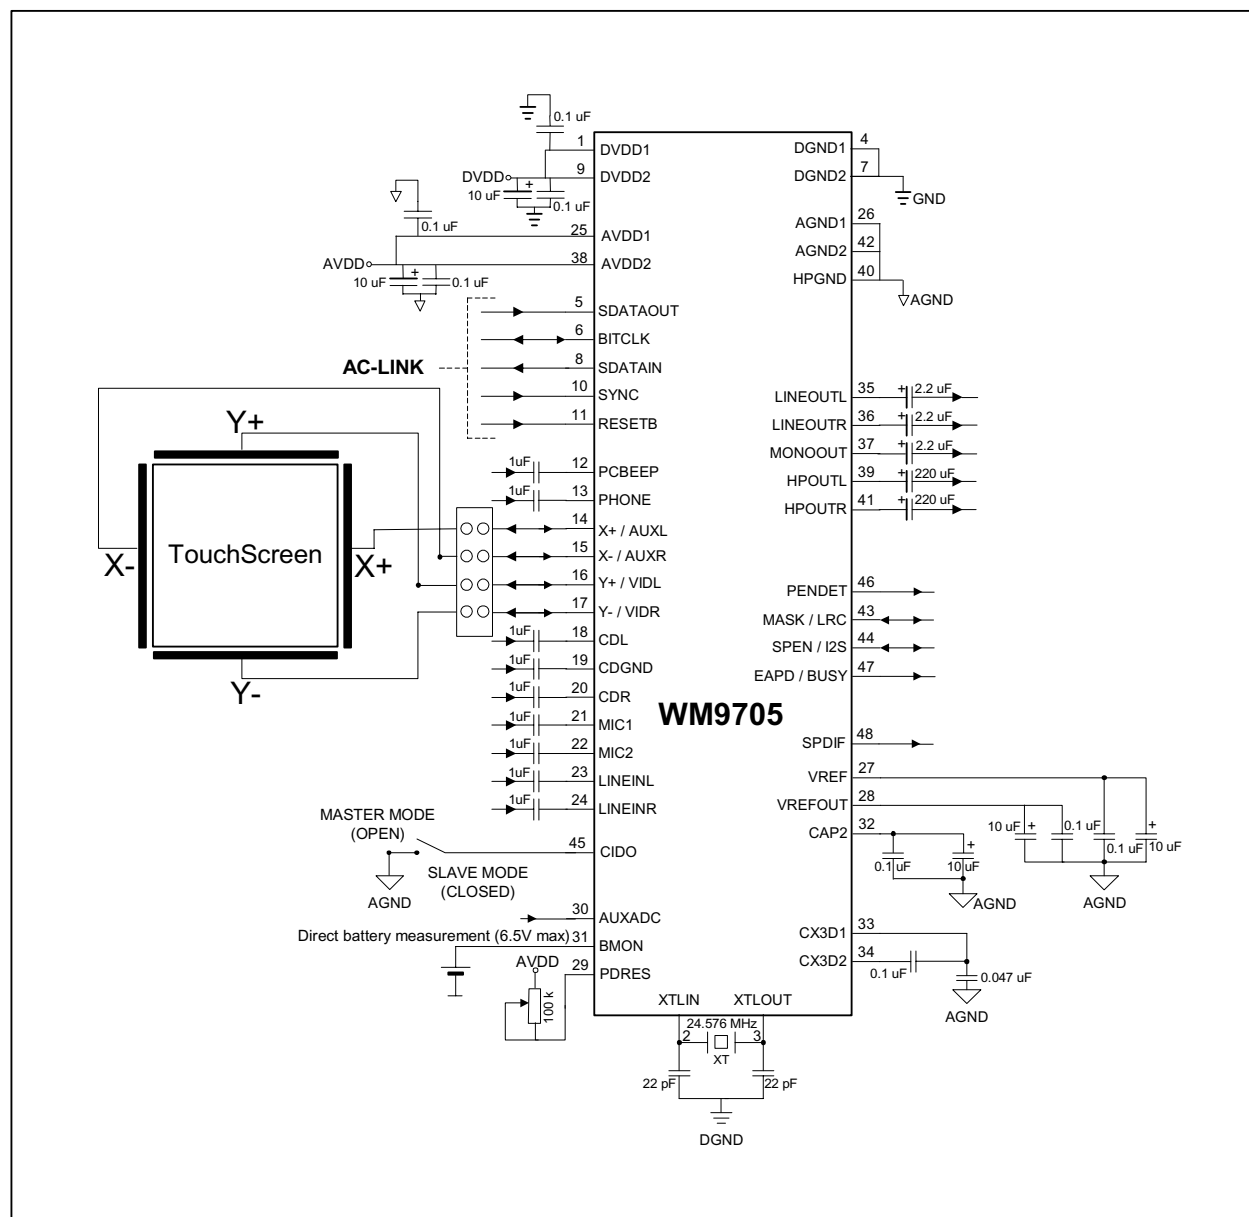 0.1 uF
1
DVDD1
DVDD
9
DVDD2
10 uF
+
0.1 uF
0.1 uF
25
AVDD1
AVDD
38
AVDD2
10 uF
+
0.1 uF
AC-LINK
5
SDATAOUT
6
BITCLK
8
SDATAIN
10
SYNC
11
RESETB
Y+
X-
TouchScreen
X+
Y-
1uF
12
PCBEEP
1uF
13
PHONE
14
X+ / AUXL
15
X- / AUXR
16
Y+ / VIDL
17
Y- / VIDR
1uF
18
CDL
1uF
19
CDGND
1uF
20
CDR
1uF
21
MIC1
1uF
22
MIC2
1uF
23
LINEINL
1uF
24
LINEINR
MASTER MODE
(OPEN)
45
CIDO
SLAVE MODE
(CLOSED)
AGND
30
AUXADC
Direct battery measurement (6.5V max)
31
BMON
AVDD
29
PDRES
100 k
WM9705
4
DGND1
7
DGND2
GND
26
AGND1
42
AGND2
40
HPGND
AGND
35
LINEOUTL
+
2.2 uF
36
LINEOUTR
+
2.2 uF
37
MONOOUT
+
2.2 uF
39
HPOUTL
+
220 uF
41
HPOUTR
+
220 uF
46
PENDET
43
MASK / LRC
44
SPEN / I2S
47
EAPD / BUSY
48
SPDIF
27
VREF
28
VREFOUT
32
CAP2
10 uF
+
0.1 uF
0.1 uF
+
10 uF
0.1 uF
+
10 uF
AGND
AGND
33
CX3D1
34
CX3D2
0.1 uF
0.047 uF
AGND
XTLIN
XTLOUT
24.576 MHz
2
3
XT
22 pF
22 pF
DGND